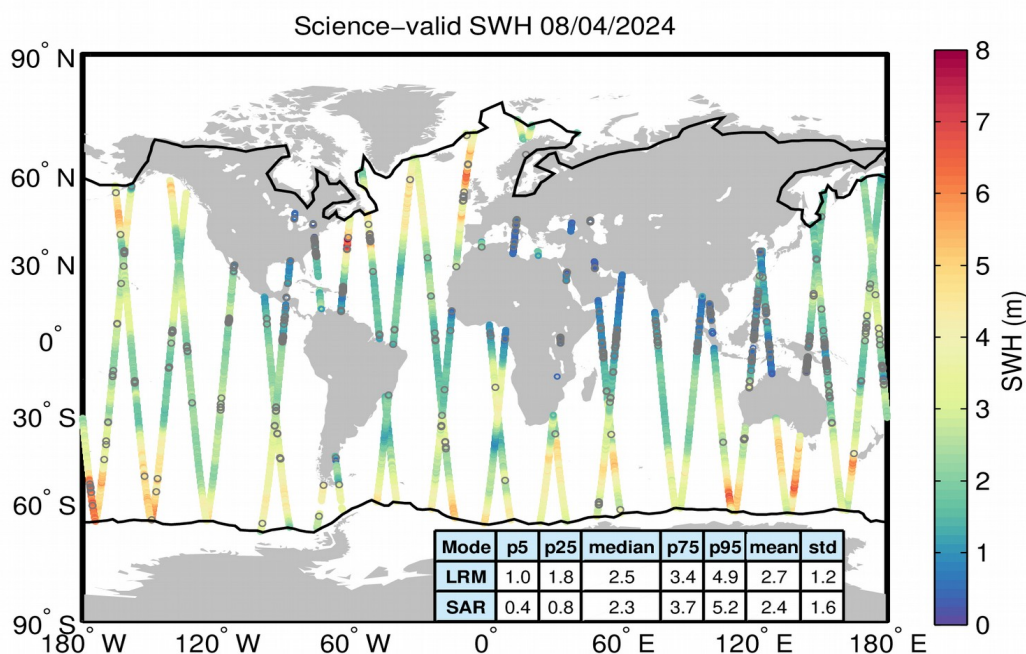 Science−valid SWH 08/04/2024
90° N
60° N
30° N
0°
30° S
60° S
90° S
180° W
120° W
60° W
0°
60° E
120° E
180° E
Mode p5 p25 median p75 p95 mean std
LRM 1.0 1.8 2.5 3.4 4.9 2.7 1.2
SAR 0.4 0.8 2.3 3.7 5.2 2.4 1.6
8
7
6
5
4
3
2
1
0
SWH (m)